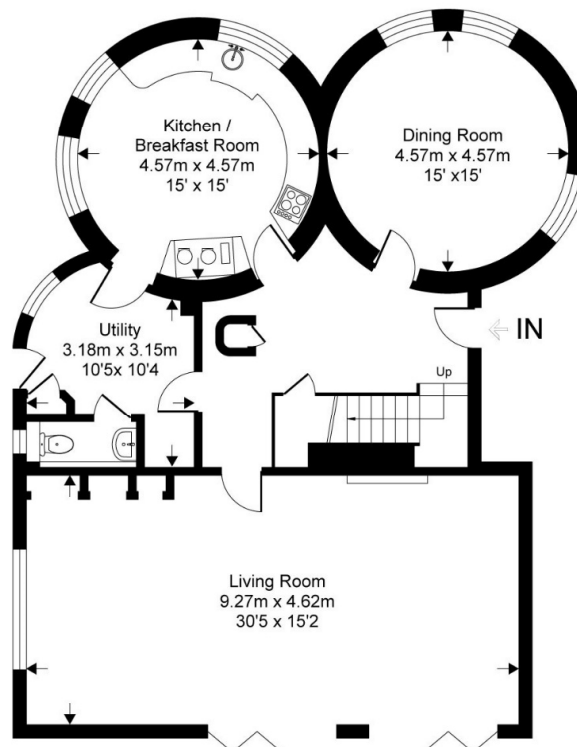 Kitchen /
Breakfast Room
4.57m x 4.57m
15' x 15'
Dining Room
4.57m x 4.57m
15' x15'
Utility
3.18m x 3.15m
10'5x 10'4
IN
Up
Living Room
9.27m x 4.62m
30'5 x 15'2